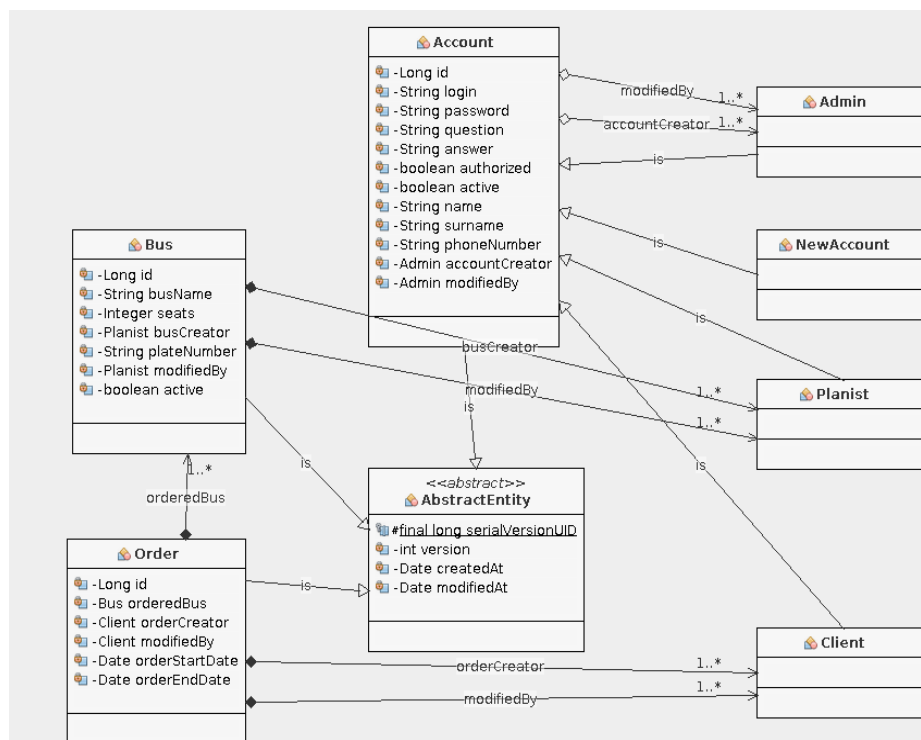 Account
-Long id
-String login
-String password
-String question
-String answer
-boolean authorized
-boolean active
-String name
-String surname
-String phoneNumber
-Admin accountCreator
-Admin modifiedBy
modifiedBy
1..*
accountCreator
1..*
is
Admin
is
NewAccount
is
Bus
-Long id
-String busName
-Integer seats
-Planist busCreator
-String plateNumber
-Planist modifiedBy
-boolean active
busCreator
1..*
modifiedBy
1..*
is
Planist
is
is
1..*
orderedBus
<<abstract>>
AbstractEntity
#final long serialVersionUID
-int version
-Date createdAt
-Date modifiedAt
Order
-Long id
-Bus orderedBus
-Client orderCreator
-Client modifiedBy
-Date orderStartDate
-Date orderEndDate
is
orderCreator
1..*
modifiedBy
1..*
Client